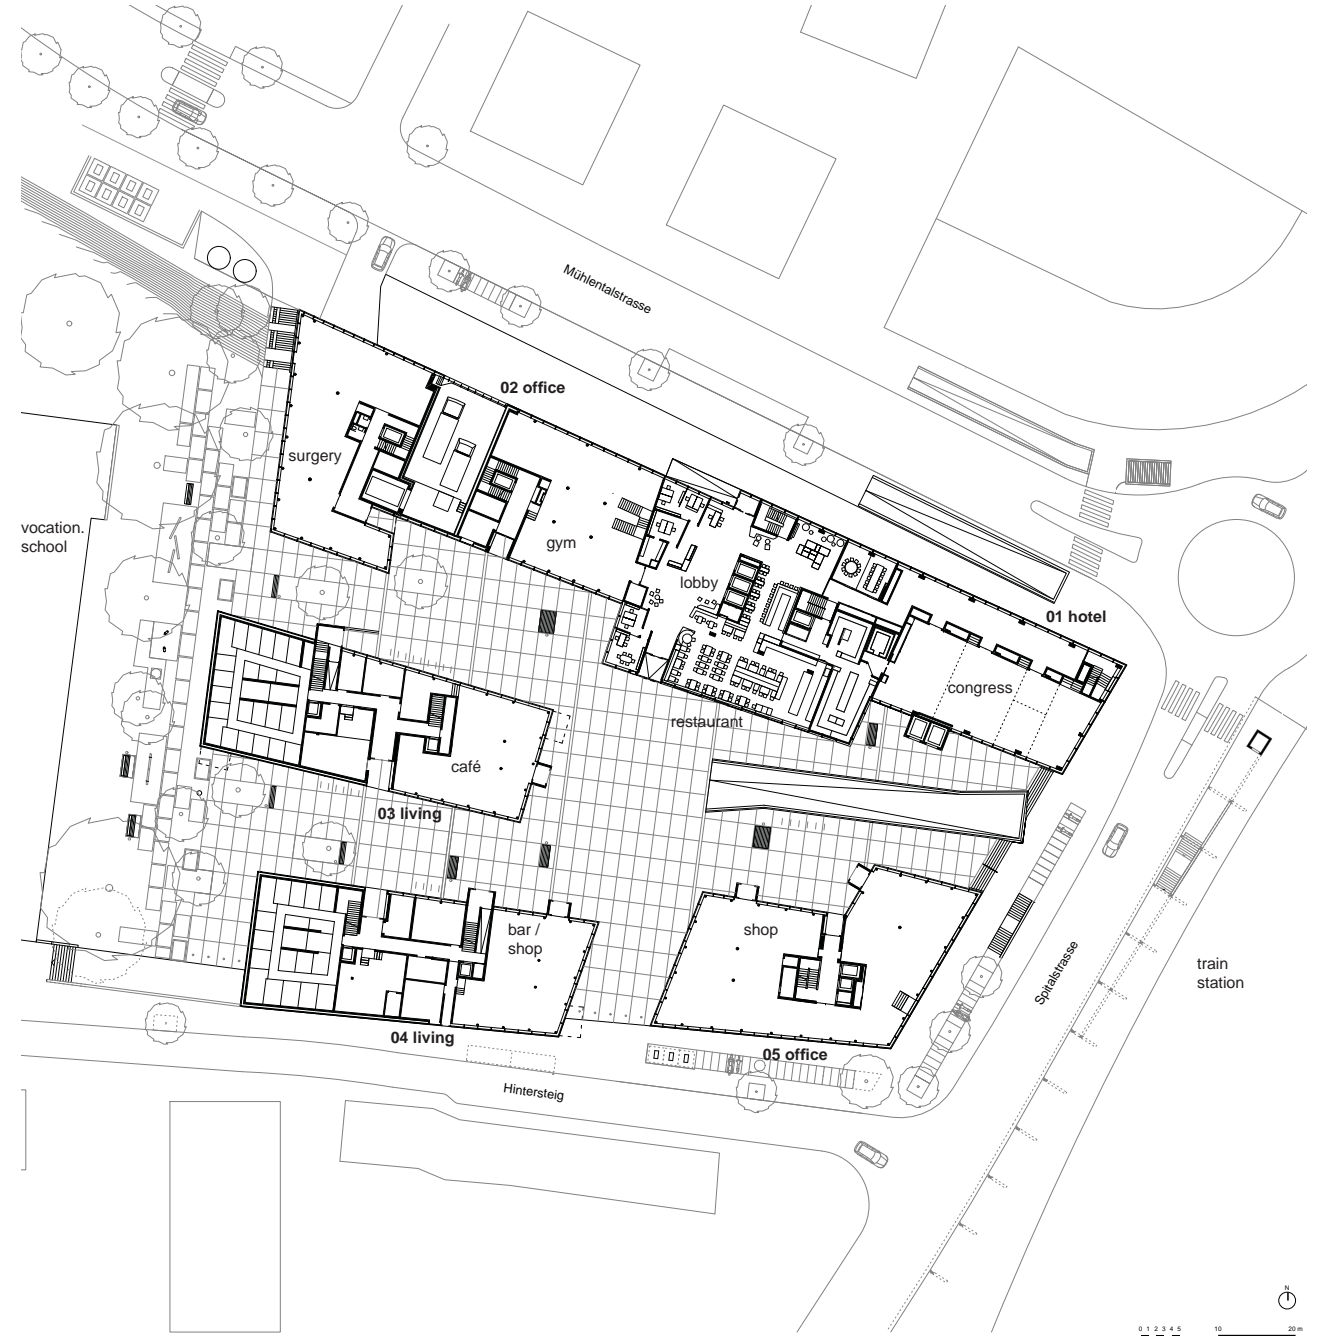 Mühlentalstrasse
02 office
surgery
vocation.
school
gym
lobby
01 hotel
congress
restaurant
café
03 living
bar /
shop
shop
train
station
Spitalstrasse
04 living
05 office
Hintersteig
N
0 1 2 3 4 5 10 20 m